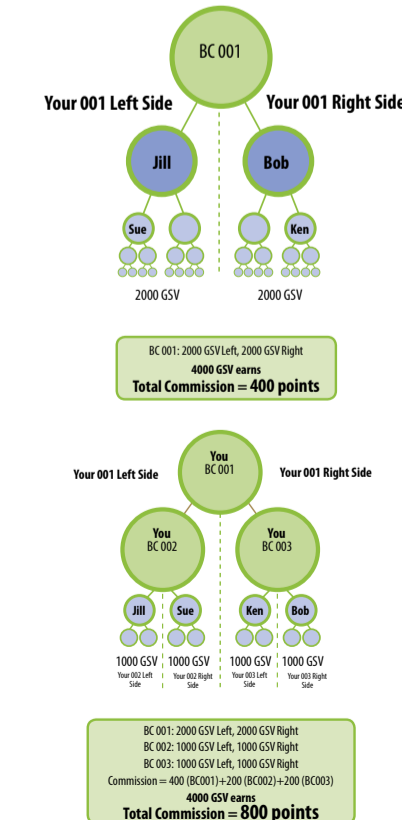 BC 001
Your 001 Left Side
Your 001 Right Side
Jill
Bob
Sue
Ken
2000 GSV
2000 GSV
BC 001: 2000 GSV Left, 2000 GSV Right
4000 GSV earns
Total Commission = 400 points
You
BC 001
Your 001 Left Side
Your 001 Right Side
You
BC 002
You
BC 003
Jill
Sue
Ken
Bob
1000 GSV
Your 002 Left
Side
1000 GSV
Your 002 Right
Side
1000 GSV
Your 003 Left
Side
1000 GSV
Your 003 Right
Side
BC 001: 2000 GSV Left, 2000 GSV Right
BC 002: 1000 GSV Left, 1000 GSV Right
BC 003: 1000 GSV Left, 1000 GSV Right
Commission = 400 (BC001)+200 (BC002)+200 (BC003)
4000 GSV earns
Total Commission = 800 points